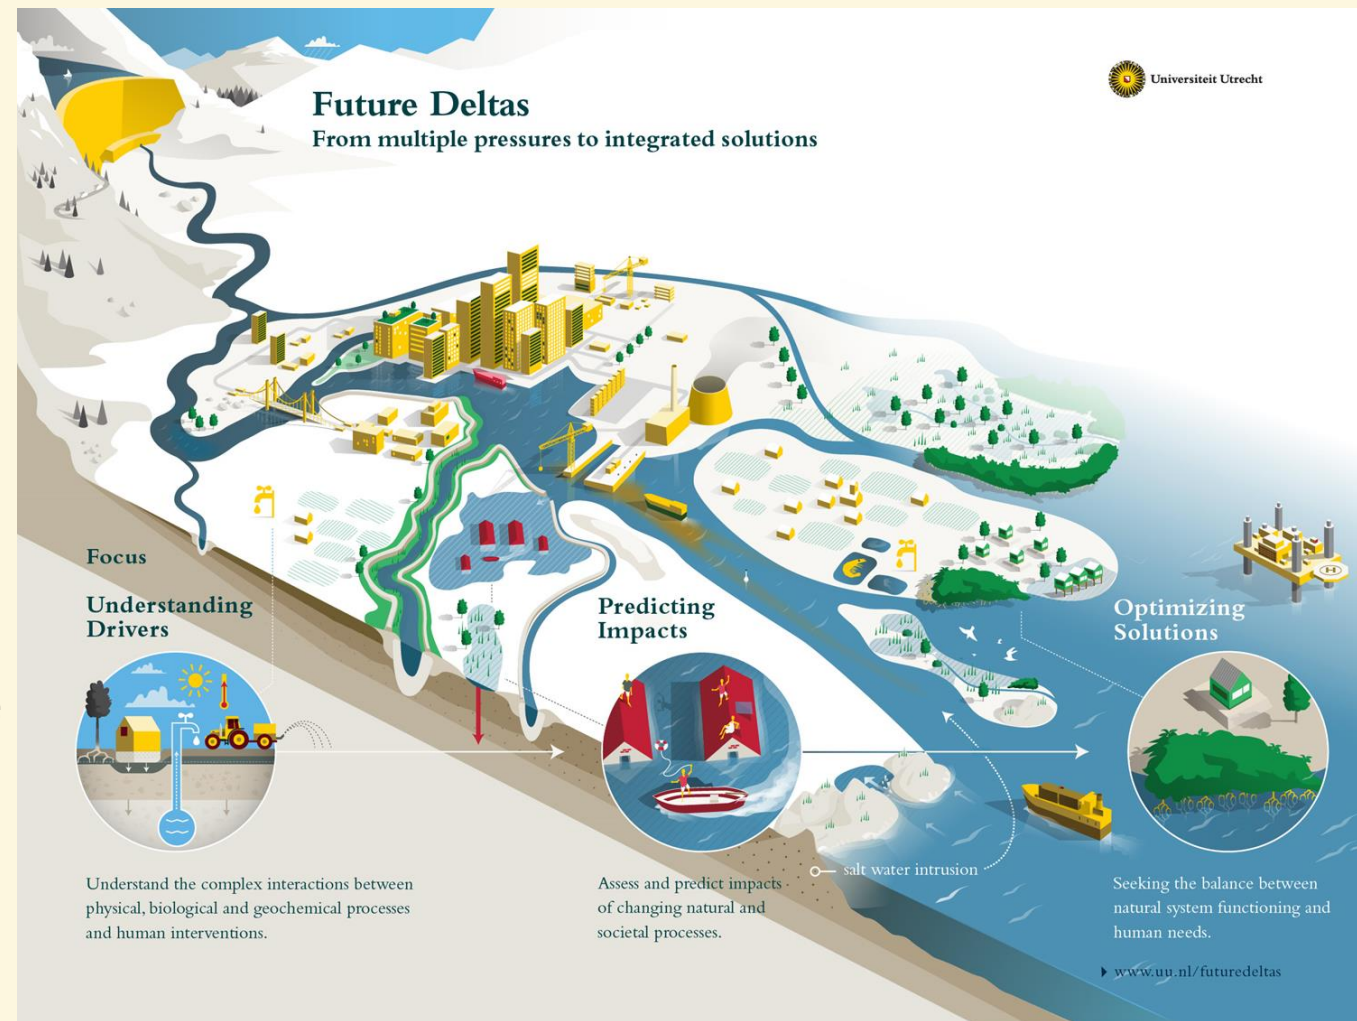 Future Deltas
From multiple pressures to integrated solutions
Universiteit Utrecht
Focus
Understanding
Drivers
Understand the complex interactions between
physical, biological and geochemical processes
and human interventions.
Predicting
Impacts
Assess and predict impacts
of changing natural and
societal processes.
salt water intrusion
H
Optimizing
Solutions
Seeking the balance between
natural system functioning and
human needs.
www.uu.nl/futuredeltas